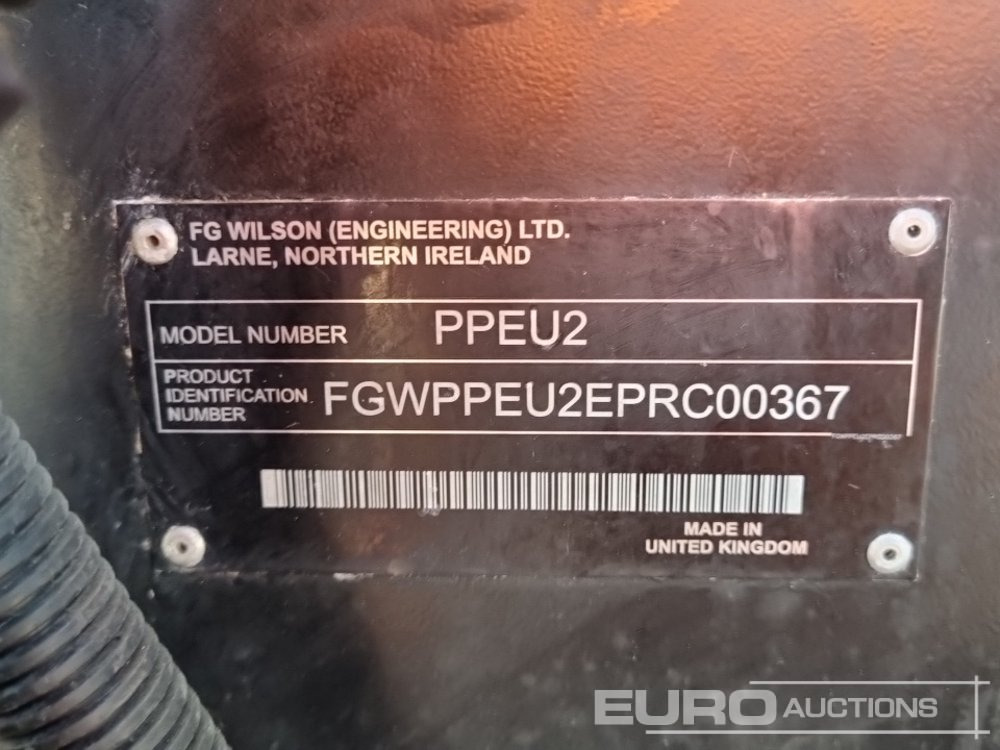 FG WILSON (ENGINEERING) LTD.
LARNE, NORTHERN IRELAND
MODEL NUMBER PPEU2
PRODUCT
IDENTIFICATION
NUMBER
FGWPPEU2EPRC00367
FGWPPEU2EPRC00367
MADE IN
UNITED KINGDOM
EURO AUCTIONS